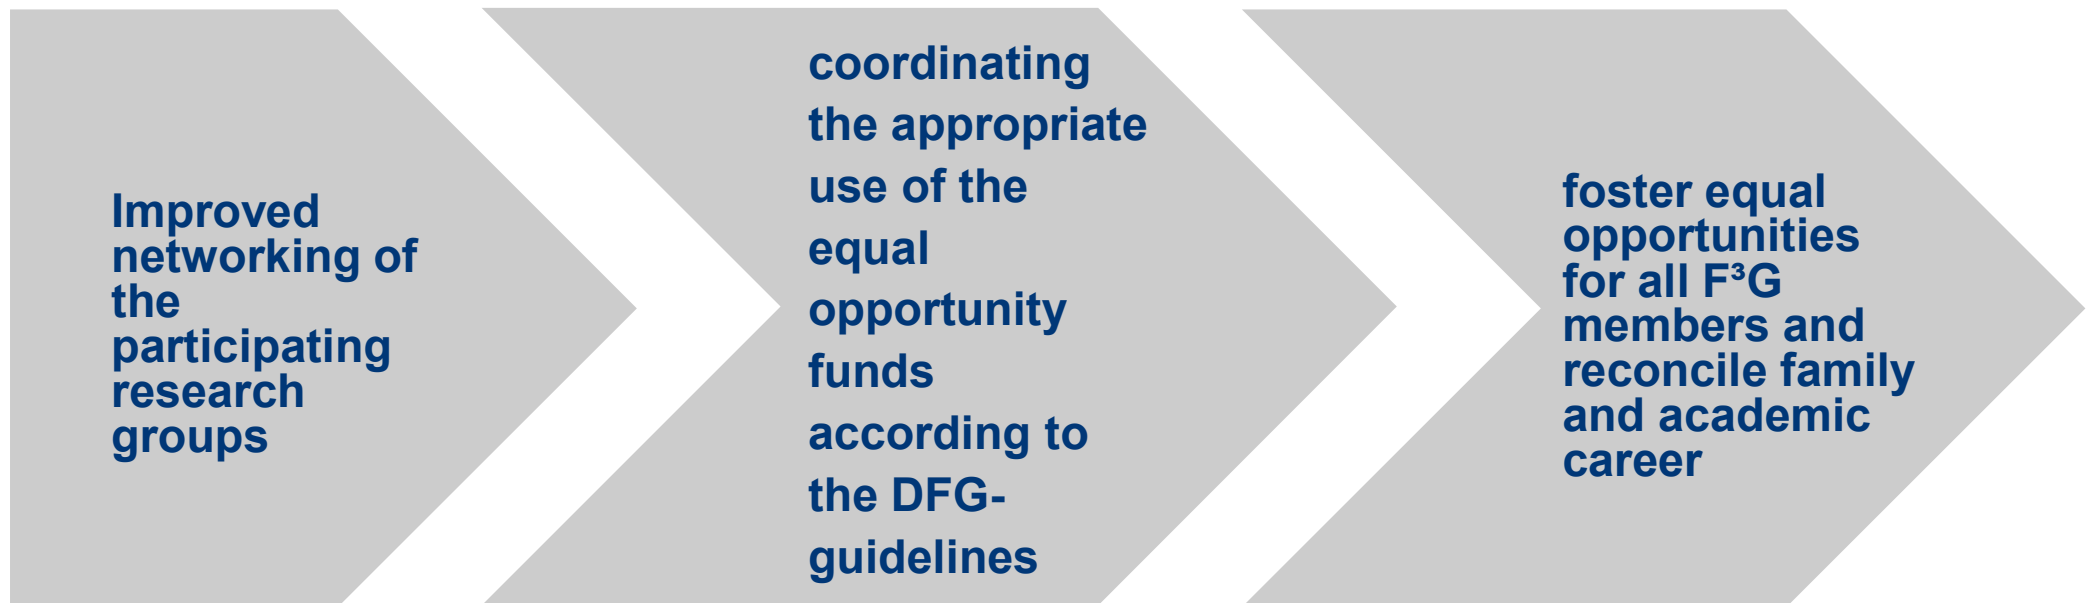 Improved
networking of
the
participating
research
groups
coordinating
the appropriate
use of the
equal
opportunity
funds
according to
the DFG-
guidelines
foster equal
opportunities
for all F³G
members and
reconcile family
and academic
career